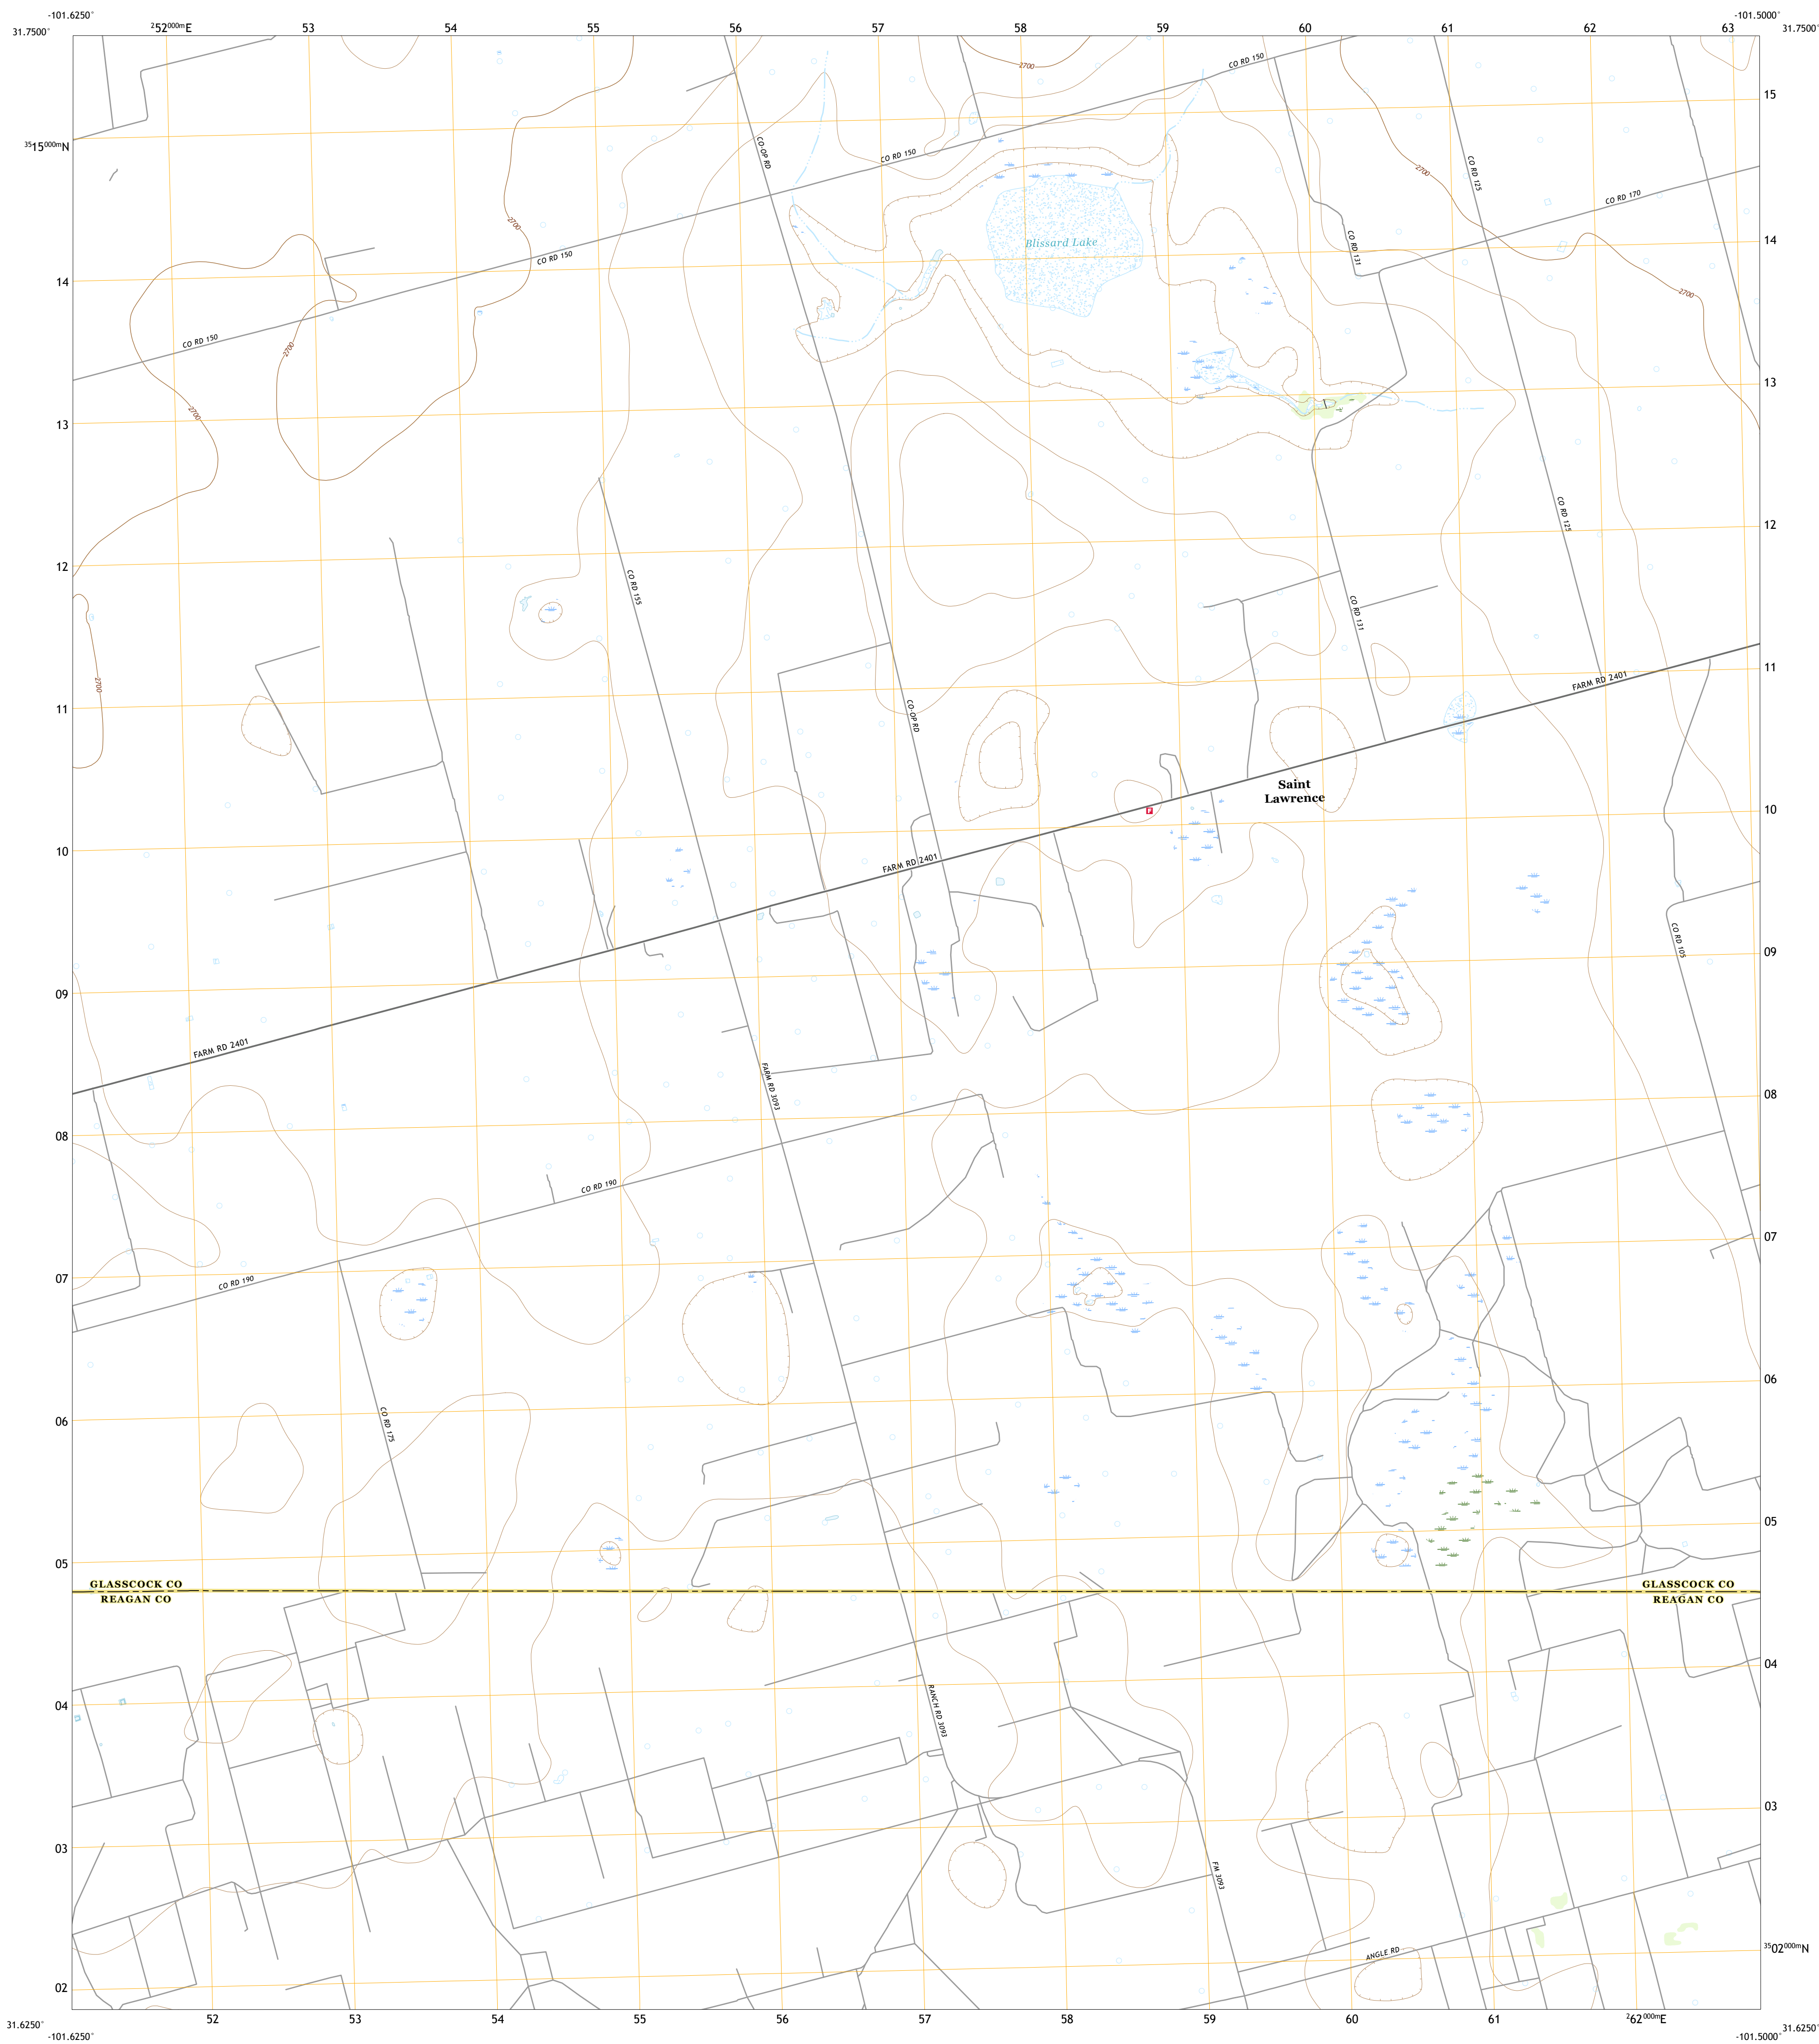 -101.6250°
-101.5000°
31.7500°
²52⁰⁰⁰ᵐE
53
54
55
56
57
58
59
60
61
62
63
31.7500°
2700
CO RD 150
15
³⁵15⁰⁰⁰ᵐN
CO-OP RD
CO RD 150
CO RD 125
2700
CO RD 170
2700
CO RD 150
Blissard Lake
CO RD 131
14
14
2700
CO RD 150
2700
13
2700
13
12
CO RD 125
12
CO RD 155
CO RD 131
11
2700
FARM RD 2401
11
CO-OP RD
Saint
Lawrence
F
10
10
FARM RD 2401
CO RD 105
09
09
FARM RD 2401
FARM RD 3093
08
08
CO RD 190
07
07
CO RD 190
06
06
CO RD 175
05
05
GLASSCOCK CO
GLASSCOCK CO
REAGAN CO
REAGAN CO
04
04
RANCH RD 3093
03
03
FM 3093
ANGLE RD
³⁵02⁰⁰⁰ᵐN
02
52
53
54
55
56
57
58
59
60
61
²62⁰⁰⁰ᵐE
31.6250°
31.6250°
-101.6250°
-101.5000°